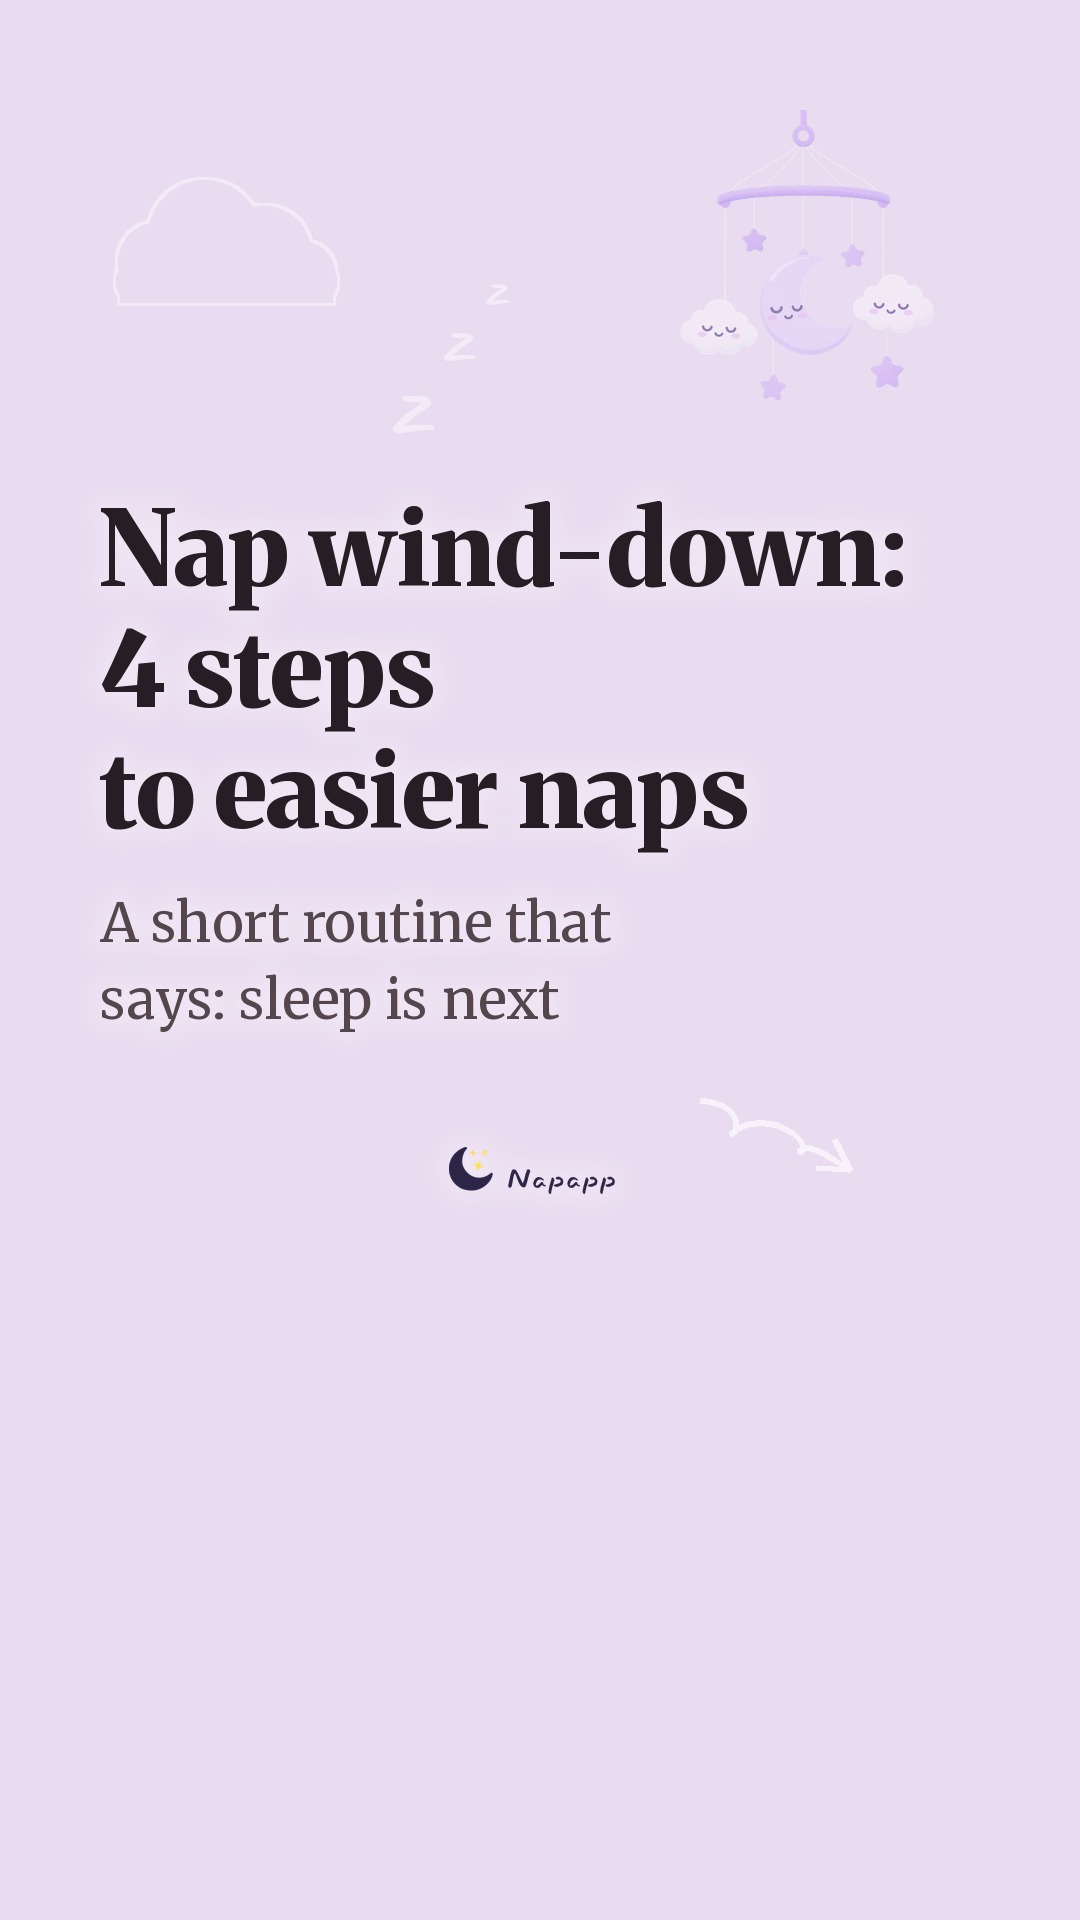 z
z
z
Nap wind-down:
4 steps
to easier naps
A short routine that
says: sleep is next
Napapp